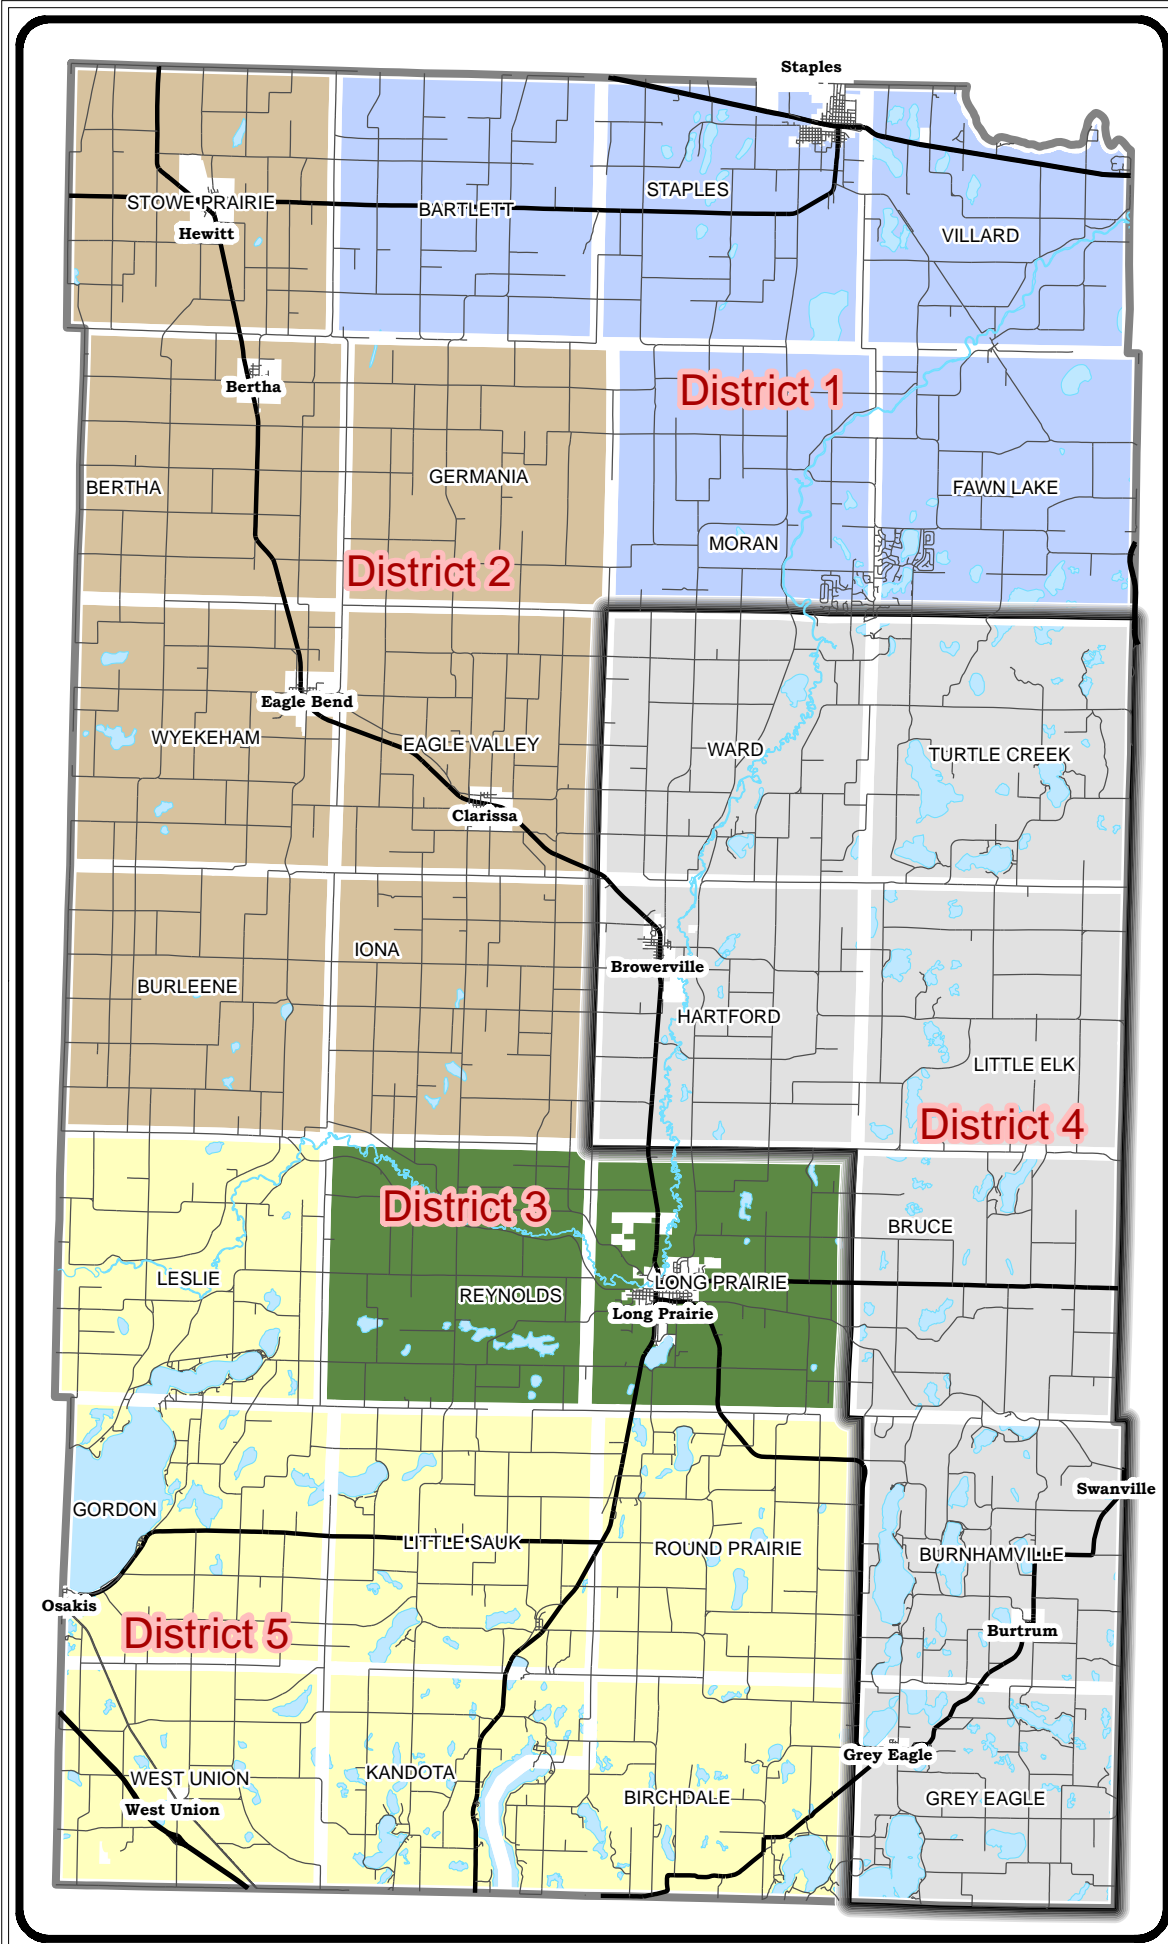 Staples
STAPLES
STOWE PRAIRIE
BARTLETT
Hewitt
VILLARD
Bertha
District 1
GERMANIA
BERTHA
FAWN LAKE
MORAN
District 2
Eagle Bend
WYEKEHAM
EAGLE VALLEY
WARD
TURTLE CREEK
Clarissa
IONA
Browerville
BURLEENE
HARTFORD
LITTLE ELK
District 4
District 3
BRUCE
LESLIE
REYNOLDS
LONG PRAIRIE
Long Prairie
Swanville
GORDON
LITTLE SAUK
ROUND PRAIRIE
BURNHAMVILLE
Osakis
District 5
Burtrum
Grey Eagle
KANDOTA
WEST UNION
BIRCHDALE
GREY EAGLE
West Union